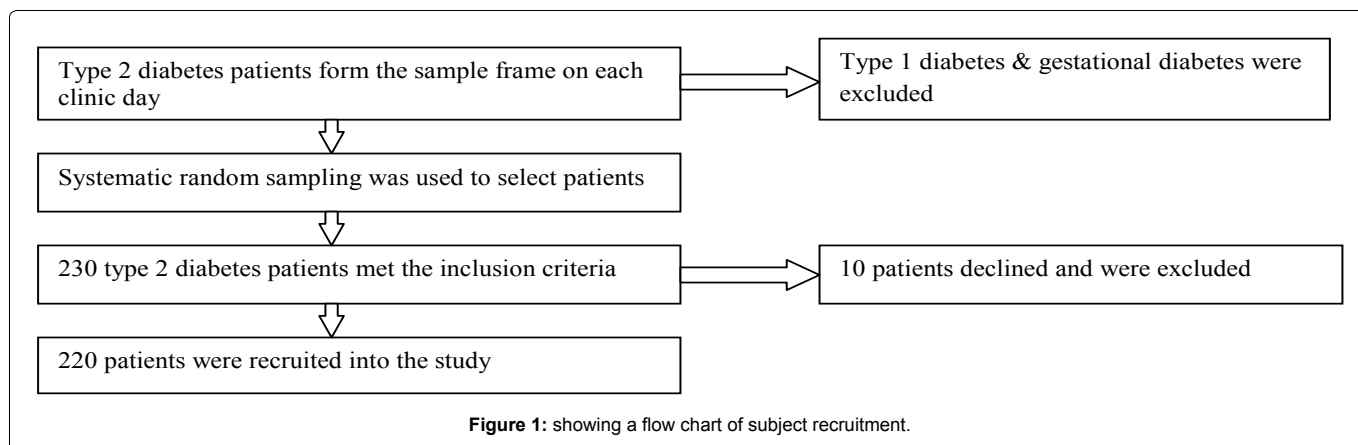 Type 2 diabetes patients form the sample frame on each
clinic day
Type 1 diabetes & gestational diabetes were
excluded
Systematic random sampling was used to select patients
230 type 2 diabetes patients met the inclusion criteria
10 patients declined and were excluded
220 patients were recruited into the study
Figure 1: showing a flow chart of subject recruitment.